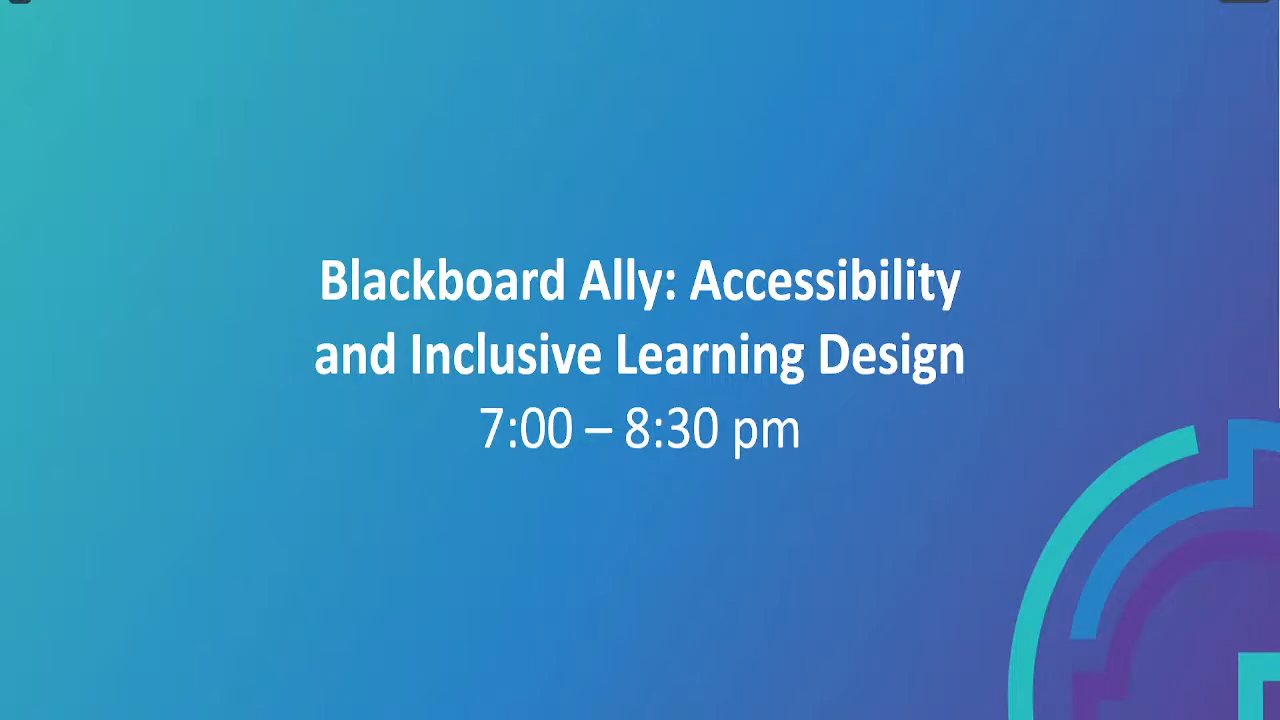 Blackboard Ally: Accessibility
and Inclusive Learning Design
7:00 – 8:30 pm